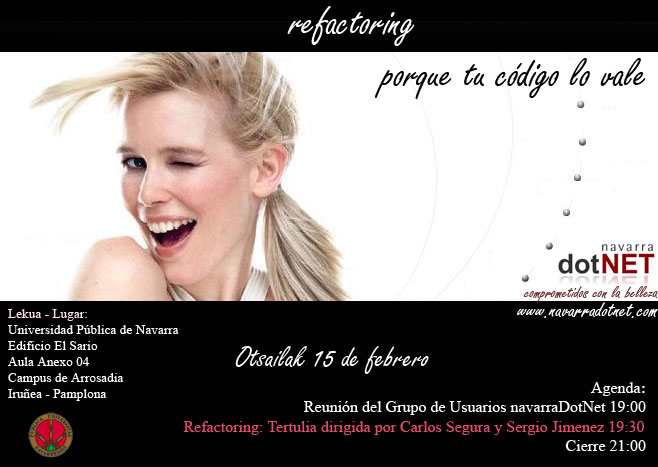 refactoring
porque tu código lo vale
navarra
dotNET
comprometidos con la belleza
www.navarradotnet.com
Lekua - Lugar:
Universidad Pública de Navarra
Edificio El Sario
Aula Anexo 04
Campus de Arrosadia
Iruñea - Pamplona
Otsailak 15 de febrero
Agenda:
Reunión del Grupo de Usuarios navarraDotNet 19:00
Refactoring: Tertulia dirigida por Carlos Segura y Sergio Jimenez 19:30
Cierre 21:00